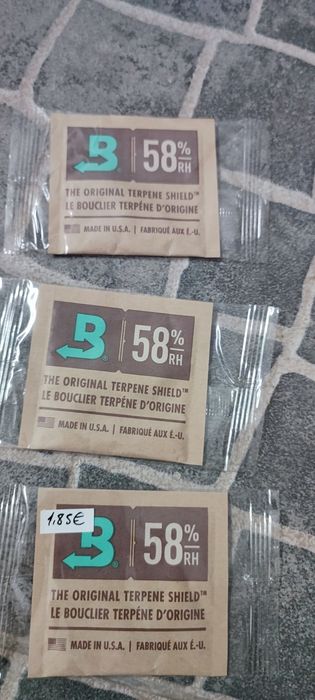 B 58% RH
THE ORIGINAL TERPENE SHIELD™
LE BOUCLIER TERPÉNE D'ORIGINE
MADE IN U.S.A. | FABRIQUÉ AUX É.-U.
B® 58% RH
THE ORIGINAL TERPENE SHIELD™
LE BOUCLIER TERPÉNE D'ORIGINE
MADE IN U.S.A. | FABRIQUÉ AUX É.-U.
1,85€
B® 58% RH
THE ORIGINAL TERPENE SHIELD™
LE BOUCLIER TERPÉNE D'ORIGINE
MADE IN U.S.A. | FABRIQUÉ AUX É.-U.